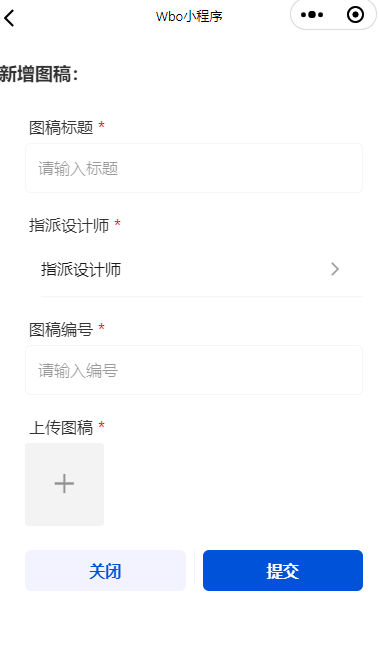 Wbo小程序
新增图稿:
图稿标题 *
请输入标题
指派设计师 *
指派设计师
图稿编号 *
请输入编号
上传图稿 *
关闭
提交